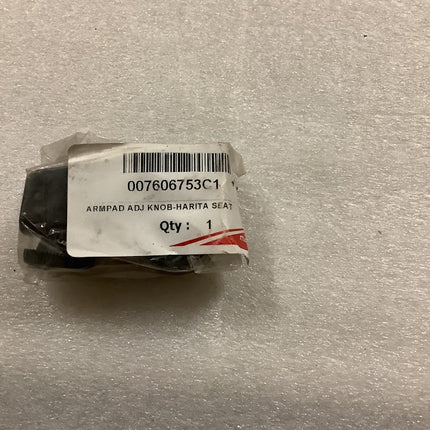 007606753C1
ARMPAD ADJ KNOB-HARITA SEAT
Qty : 1